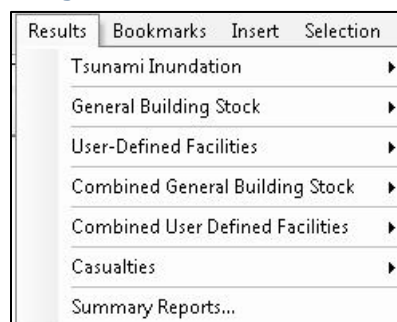 Results Bookmarks Insert Selection
Tsunami Inundation
General Building Stock
User-Defined Facilities
Combined General Building Stock
Combined User Defined Facilities
Casualties
Summary Reports...